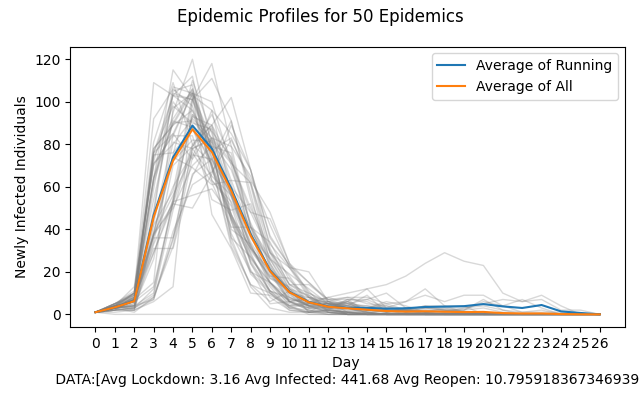 Epidemic Profiles for 50 Epidemics
120
100
80
60
40
20
0
Newly Infected Individuals
Average of Running
Average of All
0 1 2 3 4 5 6 7 8 9 10 11 12 13 14 15 16 17 18 19 20 21 22 23 24 25 26
Day
DATA:[Avg Lockdown: 3.16 Avg Infected: 441.68 Avg Reopen: 10.795918367346939